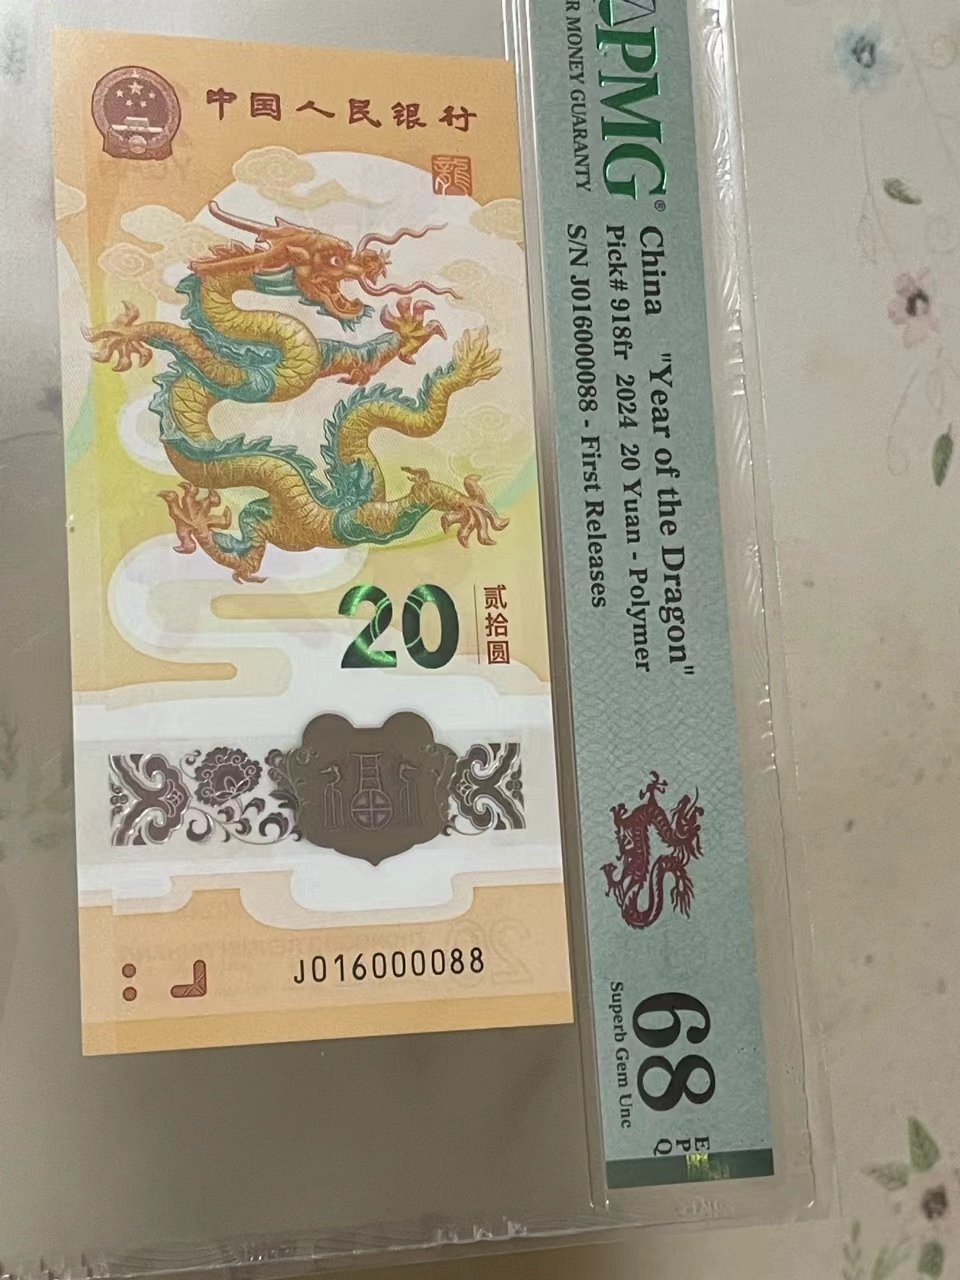 中国人民银行
龍
20
贰拾圆
J016000088
PMG
R MONEY GUARANTY
China "Year of the Dragon"
Pick# 918fr 2024 20 Yuan - Polymer
S/N J016000088 - First Releases
68
EPQ
Superb Gem Unc